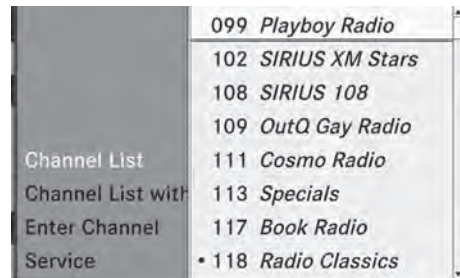 099 Playboy Radio
102 SIRIUS XM Stars
108 SIRIUS 108
109 OutQ Gay Radio
Channel List 111 Cosmo Radio
Channel List with 113 Specials
Enter Channel 117 Book Radio
Service • 118 Radio Classics